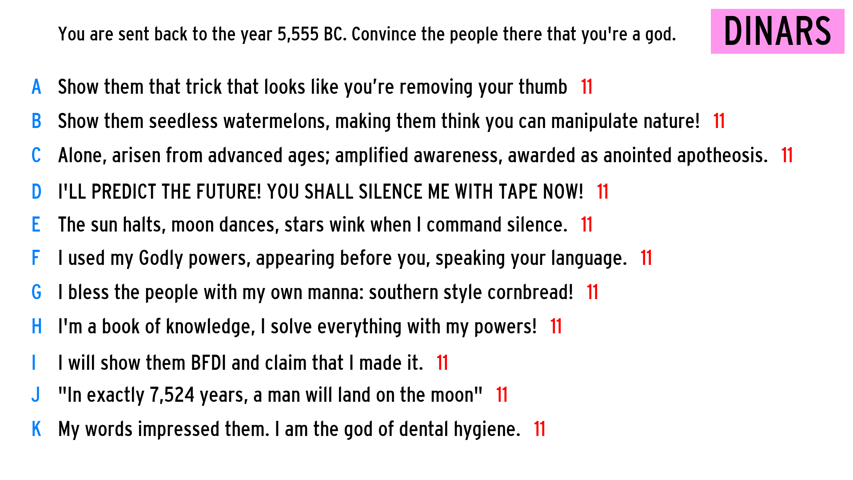 You are sent back to the year 5,555 BC. Convince the people there that you're a god.
DINARS
A Show them that trick that looks like you’re removing your thumb 11
B Show them seedless watermelons, making them think you can manipulate nature! 11
C Alone, arisen from advanced ages; amplified awareness, awarded as anointed apotheosis. 11
D I'LL PREDICT THE FUTURE! YOU SHALL SILENCE ME WITH TAPE NOW! 11
E The sun halts, moon dances, stars wink when I command silence. 11
F I used my Godly powers, appearing before you, speaking your language. 11
G I bless the people with my own manna: southern style cornbread! 11
H I'm a book of knowledge, I solve everything with my powers! 11
I I will show them BFDI and claim that I made it. 11
J "In exactly 7,524 years, a man will land on the moon" 11
K My words impressed them. I am the god of dental hygiene. 11